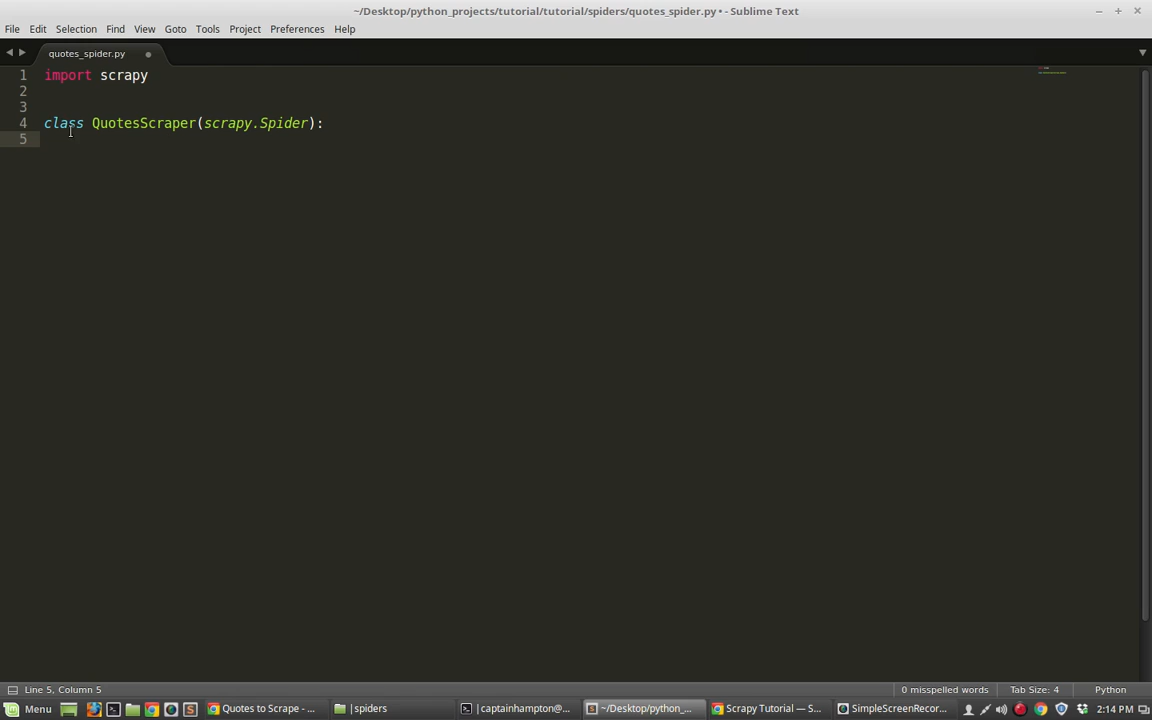 ~/Desktop/python_projects/tutorial/tutorial/spiders/quotes_spider.py • - Sublime Text
File Edit Selection Find View Goto Tools Project Preferences Help
quotes_spider.py
1 import scrapy
2
3
4 class QuotesScraper(scrapy.Spider):
5
Line 5, Column 5 0 misspelled words Tab Size: 4 Python
Menu Quotes to Scrape - ... |spiders |captainhampton@... ~/Desktop/python_... Scrapy Tutorial — S... SimpleScreenRecor... 2:14 PM